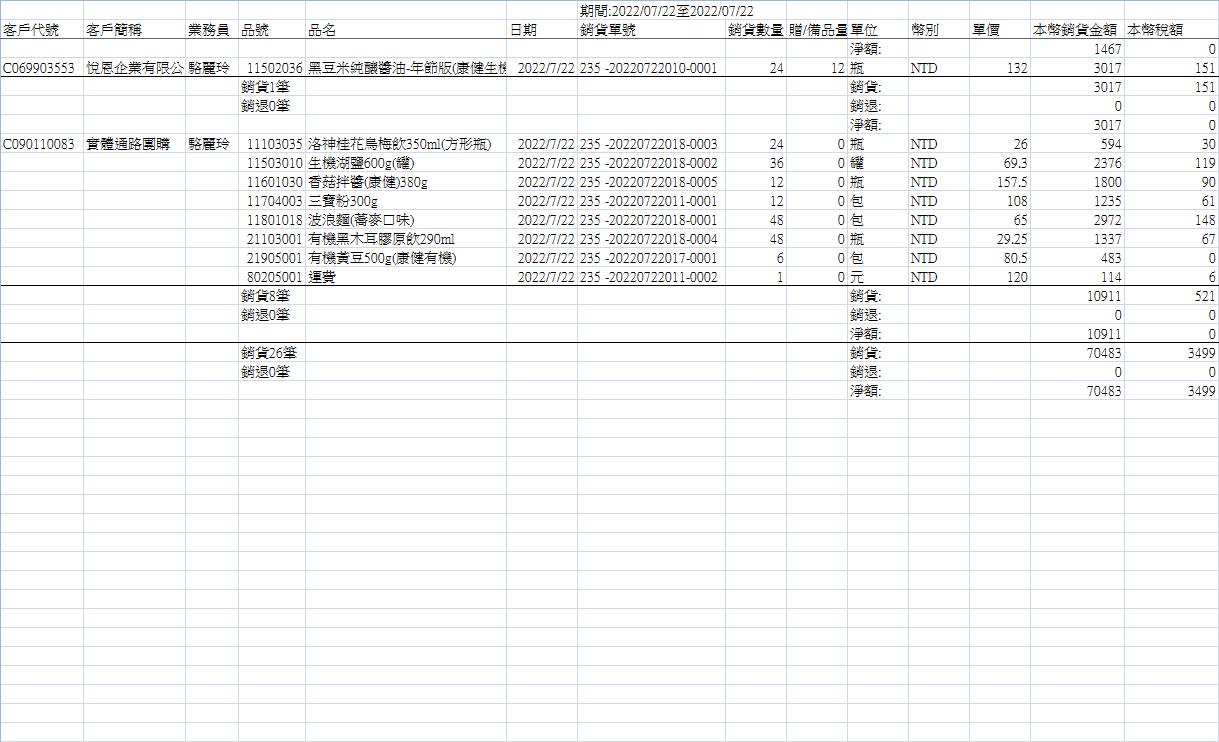 期間:2022/07/22至2022/07/22
客戶代號 客戶簡稱 業務員 品號 品名 日期 銷貨單號 銷貨數量 贈/備品量 單位 幣別 單價 本幣銷貨金額 本幣稅額
淨額: 1467 0
C069903553 悅恩企業有限公 駱麗玲 11502036 黑豆米純釀醬油-年節版(康健生機 2022/7/22 235 -20220722010-0001 24 12 瓶 NTD 132 3017 151
銷貨1筆 銷貨: 3017 151
銷退0筆 銷退: 0 0
淨額: 3017 0
C090110083 實體通路團購 駱麗玲 11103035 洛神桂花烏梅飲350ml(方形瓶) 2022/7/22 235 -20220722018-0003 24 0 瓶 NTD 26 594 30
11503010 生機湖鹽600g(罐) 2022/7/22 235 -20220722018-0002 36 0 罐 NTD 69.3 2376 119
11601030 香菇拌醬(康健)380g 2022/7/22 235 -20220722018-0005 12 0 瓶 NTD 157.5 1800 90
11704003 三寶粉300g 2022/7/22 235 -20220722011-0001 12 0 包 NTD 108 1235 61
11801018 波浪麵(蕎麥口味) 2022/7/22 235 -20220722018-0001 48 0 包 NTD 65 2972 148
21103001 有機黑木耳膠原飲290ml 2022/7/22 235 -20220722018-0004 48 0 瓶 NTD 29.25 1337 67
21905001 有機黃豆500g(康健有機) 2022/7/22 235 -20220722017-0001 6 0 包 NTD 80.5 483 0
80205001 運費 2022/7/22 235 -20220722011-0002 1 0 元 NTD 120 114 6
銷貨8筆 銷貨: 10911 521
銷退0筆 銷退: 0 0
淨額: 10911 0
銷貨26筆 銷貨: 70483 3499
銷退0筆 銷退: 0 0
淨額: 70483 3499